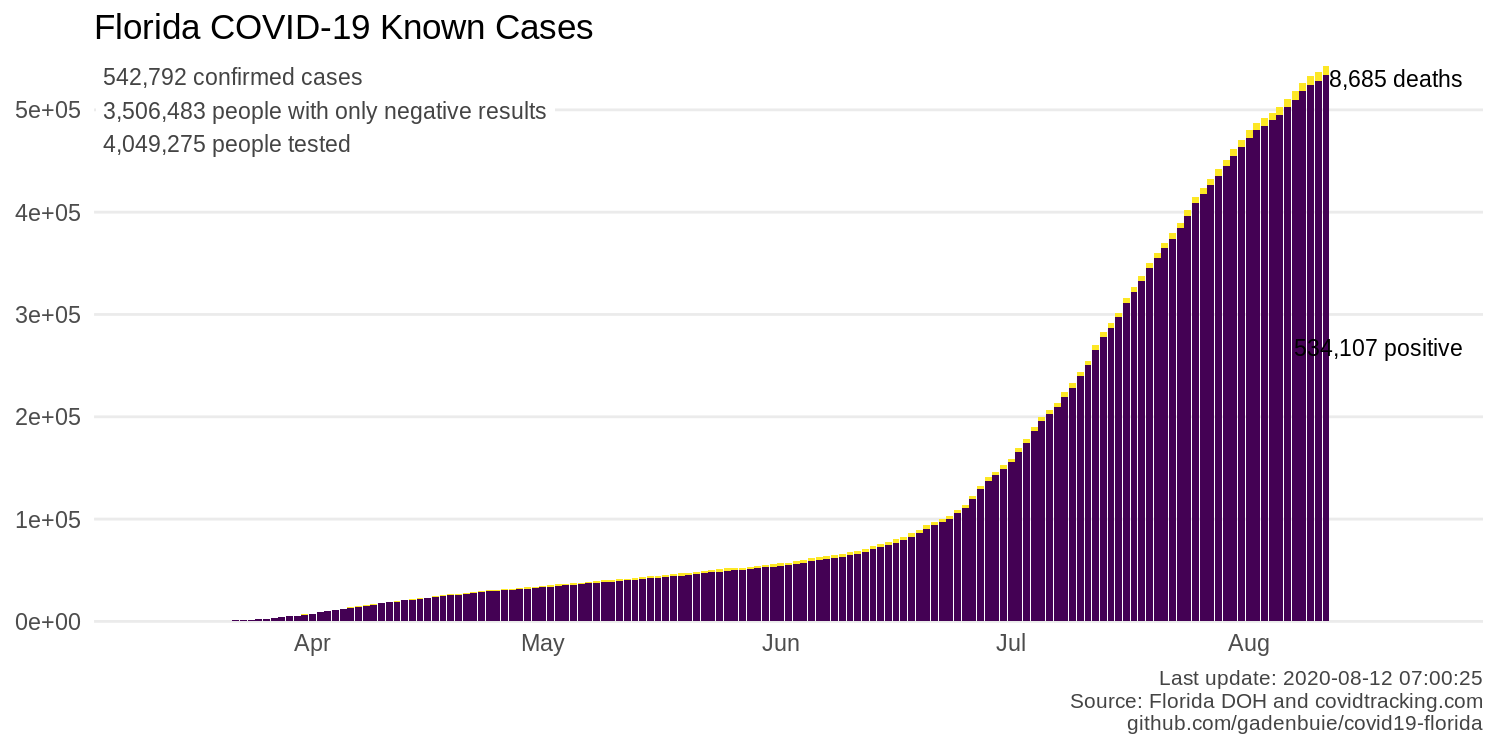 Florida COVID-19 Known Cases
542,792 confirmed cases
3,506,483 people with only negative results
4,049,275 people tested
8,685 deaths
534,107 positive
5e+05
4e+05
3e+05
2e+05
1e+05
0e+00
Apr May Jun Jul Aug
Last update: 2020-08-12 07:00:25
Source: Florida DOH and covidtracking.com
github.com/gadenbuie/covid19-florida